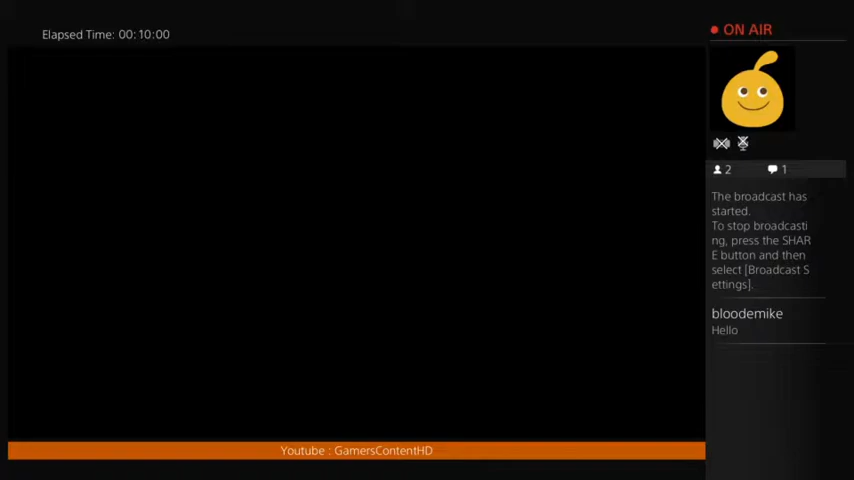 Elapsed Time: 00:10:00
ON AIR
2
1
The broadcast has
started.
To stop broadcasti
ng, press the SHAR
E button and then
select [Broadcast S
ettings].
bloodemike
Hello
Youtube : GamersContentHD